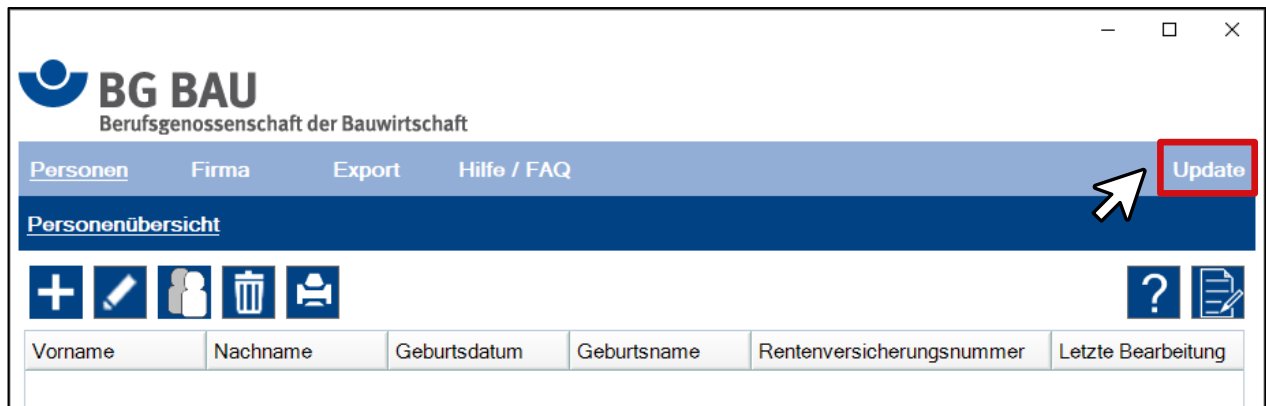 BG BAU
Berufsgenossenschaft der Bauwirtschaft
Personen Firma Export Hilfe / FAQ Update
Personenübersicht
?
Vorname Nachname Geburtsdatum Geburtsname Rentenversicherungsnummer Letzte Bearbeitung